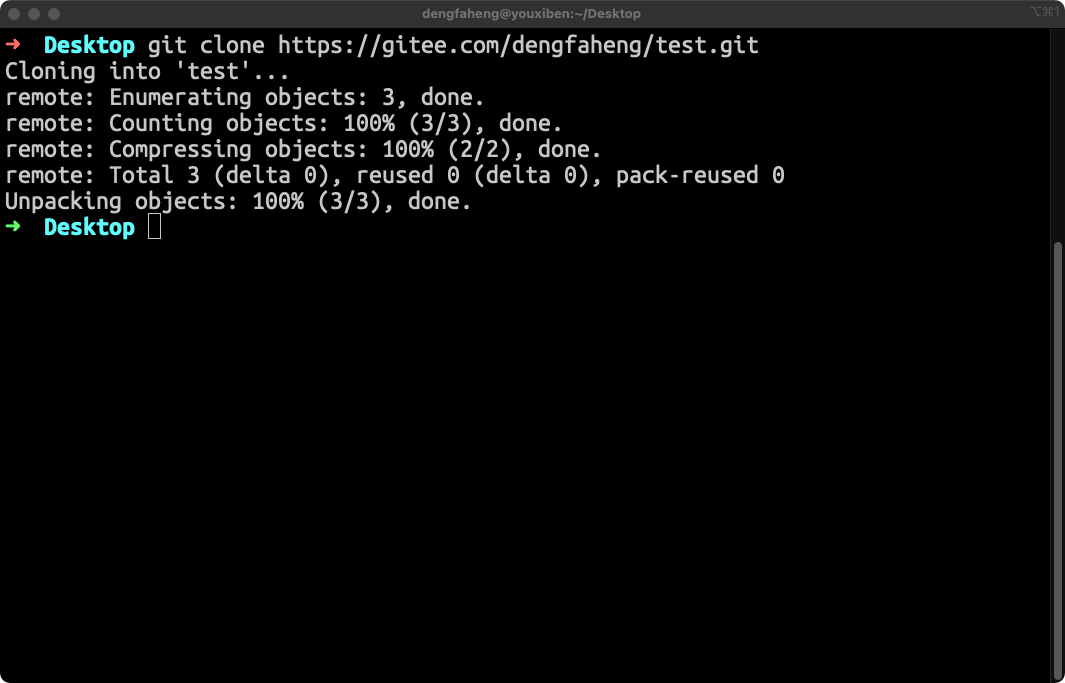 dengfaheng@youxiben:~/Desktop
⌥⌘1
➜  Desktop git clone https://gitee.com/dengfaheng/test.git
Cloning into 'test'...
remote: Enumerating objects: 3, done.
remote: Counting objects: 100% (3/3), done.
remote: Compressing objects: 100% (2/2), done.
remote: Total 3 (delta 0), reused 0 (delta 0), pack-reused 0
Unpacking objects: 100% (3/3), done.
➜  Desktop